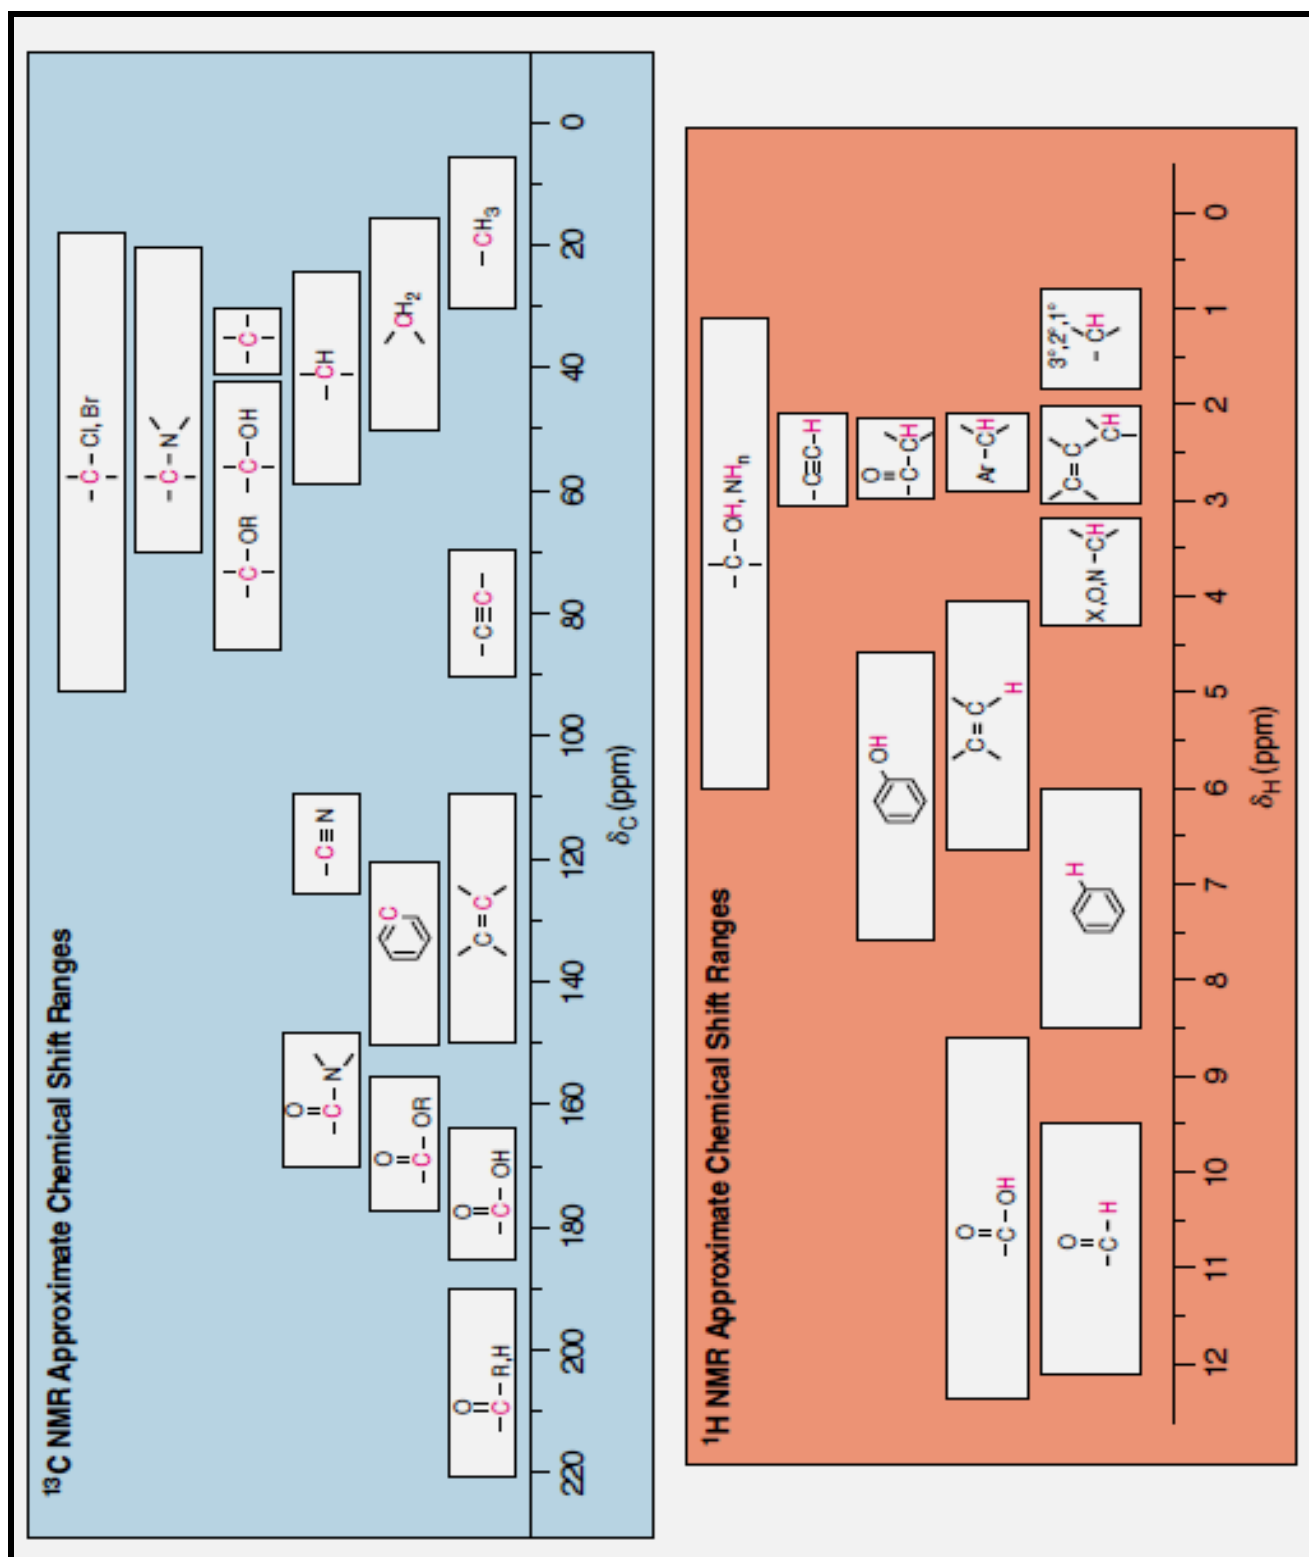 ¹³C NMR Approximate Chemical Shift Ranges
–C–Cl, Br
–C–N
–C–OR –C–OH
–C–
–C≡N
–CH
O
–C–N
C
CH₂
O
–C–OR
O
–C–R,H
O
–C–OH
C=C
–C≡C–
–CH₃
220 200 180 160 140 120 100 80 60 40 20 0
δC (ppm)
¹H NMR Approximate Chemical Shift Ranges
–C–OH, NHₙ
–C≡C–H
OH
O
–C–CH
O
–C–OH
C=C
H
Ar–CH
O
–C–H
H
X,O,N–CH
C=C
CH
3°,2°,1°
–CH
12 11 10 9 8 7 6 5 4 3 2 1 0
δH (ppm)